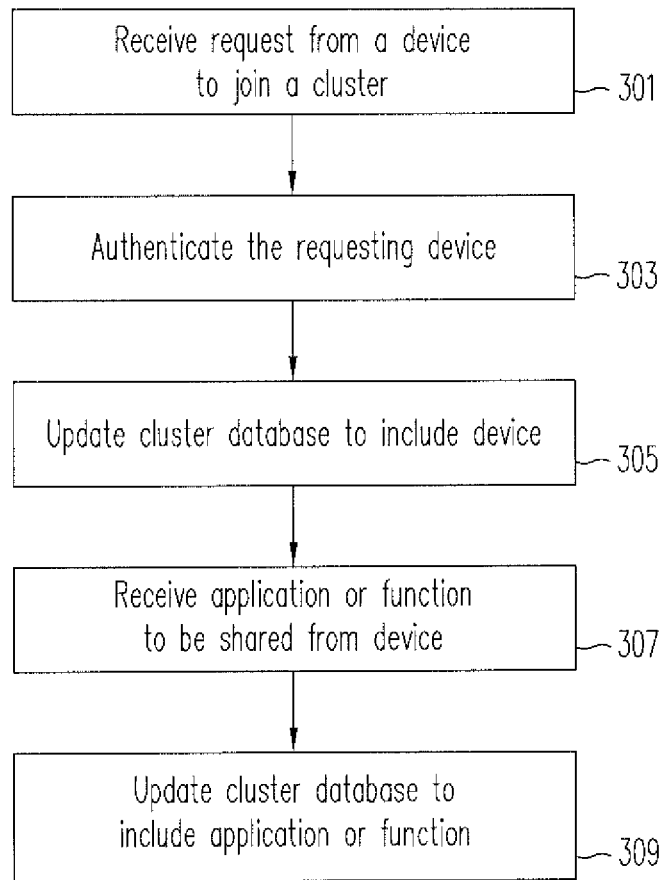 Receive request from a device
to join a cluster
301
Authenticate the requesting device
303
Update cluster database to include device
305
Receive application or function
to be shared from device
307
Update cluster database to
include application or function
309